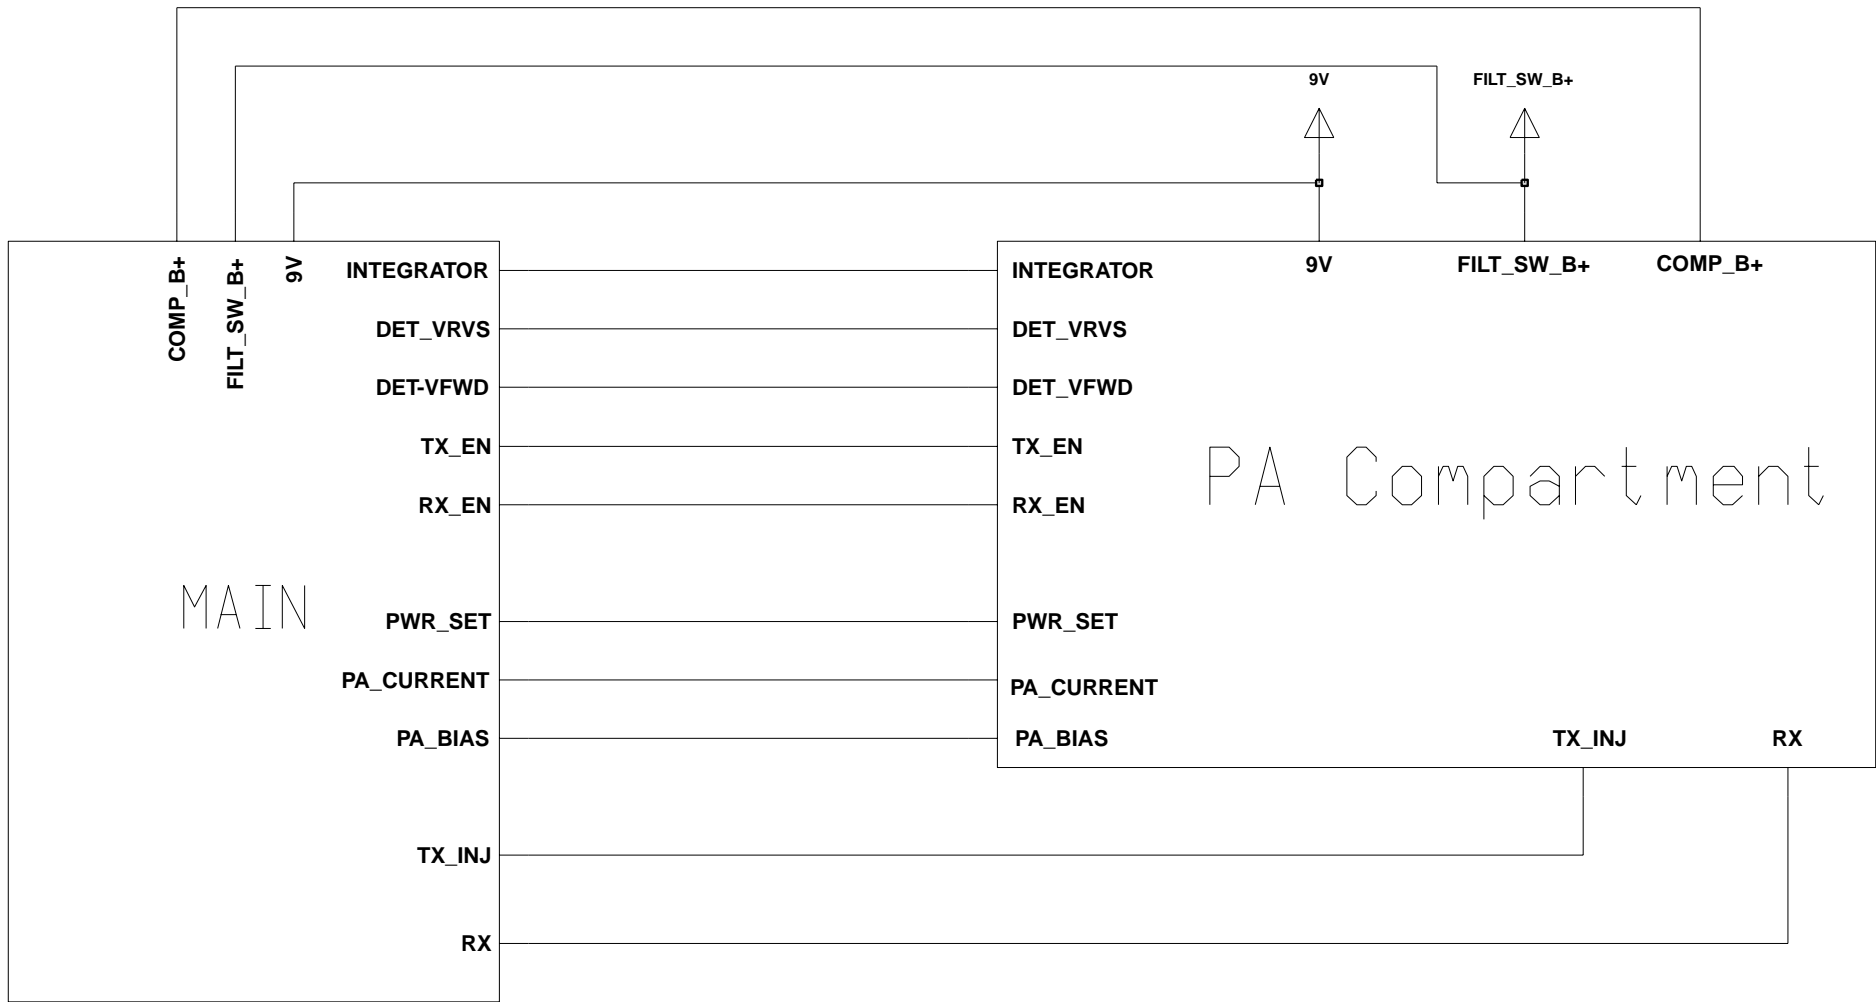 9V
FILT_SW_B+
COMP_B+
FILT_SW_B+
9V
INTEGRATOR
DET_VRVS
DET-VFWD
TX_EN
RX_EN
MAIN
PWR_SET
PA_CURRENT
PA_BIAS
TX_INJ
RX
9V
FILT_SW_B+
COMP_B+
INTEGRATOR
DET_VRVS
DET_VFWD
TX_EN
RX_EN
PA Compartment
PWR_SET
PA_CURRENT
PA_BIAS
TX_INJ
RX